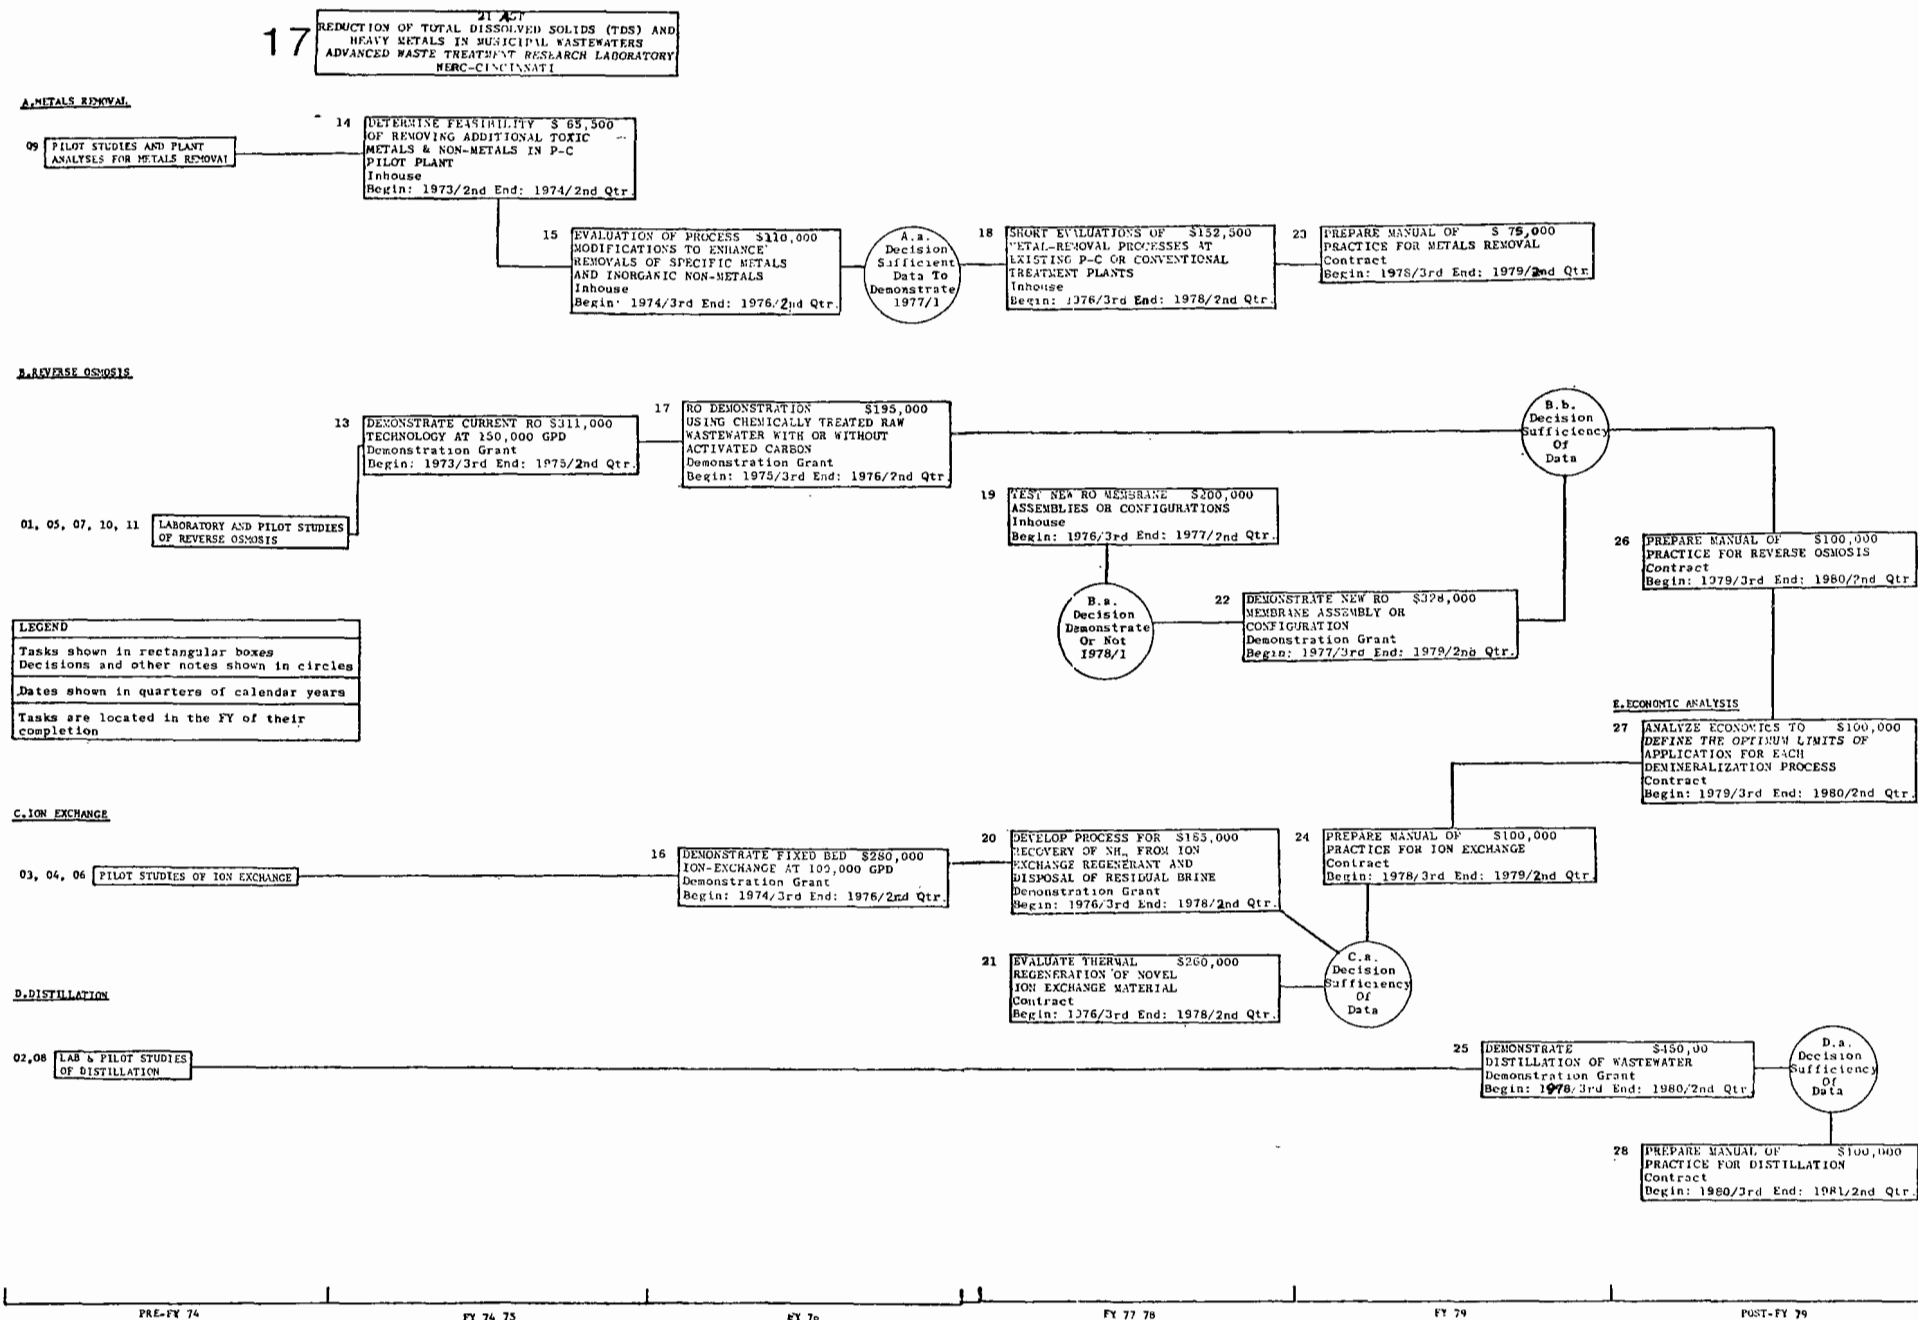 17
REDUCTION OF TOTAL DISSOLVED SOLIDS (TDS) AND
HEAVY METALS IN MUNICIPAL WASTEWATERS
ADVANCED WASTE TREATMENT RESEARCH LABORATORY
NERC-CINCINNATI
A.METALS REMOVAL
09 PILOT STUDIES AND PLANT
ANALYSES FOR METALS REMOVAL
14 DETERMINE FEASIBILITY $ 65,500
OF REMOVING ADDITIONAL TOXIC
METALS & NON-METALS IN P-C
PILOT PLANT
Inhouse
Begin: 1973/2nd End: 1974/2nd Qtr.
15 EVALUATION OF PROCESS $110,000
MODIFICATIONS TO ENHANCE
REMOVALS OF SPECIFIC METALS
AND INORGANIC NON-METALS
Inhouse
Begin: 1974/3rd End: 1976/2nd Qtr.
A.a.
Decision
Sufficient
Data To
Demonstrate
1977/1
18 SHORT EVALUATIONS OF $152,500
METAL-REMOVAL PROCESSES AT
EXISTING P-C OR CONVENTIONAL
TREATMENT PLANTS
Inhouse
Begin: 1976/3rd End: 1978/2nd Qtr.
23 PREPARE MANUAL OF $ 75,000
PRACTICE FOR METALS REMOVAL
Contract
Begin: 1978/3rd End: 1979/2nd Qtr.
B.REVERSE OSMOSIS
13 DEMONSTRATE CURRENT RO $311,000
TECHNOLOGY AT 150,000 GPD
Demonstration Grant
Begin: 1973/3rd End: 1975/2nd Qtr.
17 RO DEMONSTRATION $195,000
USING CHEMICALLY TREATED RAW
WASTEWATER WITH OR WITHOUT
ACTIVATED CARBON
Demonstration Grant
Begin: 1975/3rd End: 1976/2nd Qtr.
B.b.
Decision
Sufficiency
Of
Data
01, 05, 07, 10, 11 LABORATORY AND PILOT STUDIES
OF REVERSE OSMOSIS
19 TEST NEW RO MEMBRANE $200,000
ASSEMBLIES OR CONFIGURATIONS
Inhouse
Begin: 1976/3rd End: 1977/2nd Qtr.
26 PREPARE MANUAL OF $100,000
PRACTICE FOR REVERSE OSMOSIS
Contract
Begin: 1979/3rd End: 1980/2nd Qtr.
B.a.
Decision
Demonstrate
Or Not
1978/1
22 DEMONSTRATE NEW RO $328,000
MEMBRANE ASSEMBLY OR
CONFIGURATION
Demonstration Grant
Begin: 1977/3rd End: 1979/2nd Qtr.
LEGEND
Tasks shown in rectangular boxes
Decisions and other notes shown in circles
Dates shown in quarters of calendar years
Tasks are located in the FY of their
completion
E.ECONOMIC ANALYSIS
27 ANALYZE ECONOMICS TO $100,000
DEFINE THE OPTIMUM LIMITS OF
APPLICATION FOR EACH
DEMINERALIZATION PROCESS
Contract
Begin: 1979/3rd End: 1980/2nd Qtr.
C.ION EXCHANGE
03, 04, 06 PILOT STUDIES OF ION EXCHANGE
16 DEMONSTRATE FIXED BED $280,000
ION-EXCHANGE AT 100,000 GPD
Demonstration Grant
Begin: 1974/3rd End: 1976/2nd Qtr.
20 DEVELOP PROCESS FOR $165,000
RECOVERY OF FROM ION
EXCHANGE REGENERANT AND
DISPOSAL OF RESIDUAL BRINE
Demonstration Grant
Begin: 1976/3rd End: 1978/2nd Qtr.
24 PREPARE MANUAL OF $100,000
PRACTICE FOR ION EXCHANGE
Contract
Begin: 1978/3rd End: 1979/2nd Qtr.
21 EVALUATE THERMAL $260,000
REGENERATION OF NOVEL
ION EXCHANGE MATERIAL
Contract
Begin: 1976/3rd End: 1978/2nd Qtr.
C.a.
Decision
Sufficiency
Of
Data
D.DISTILLATION
02,08 LAB & PILOT STUDIES
OF DISTILLATION
25 DEMONSTRATE $450,00
DISTILLATION OF WASTEWATER
Demonstration Grant
Begin: 1978/3rd End: 1980/2nd Qtr
D.a.
Decision
Sufficiency
Of
Data
28 PREPARE MANUAL OF $100,000
PRACTICE FOR DISTILLATION
Contract
Begin: 1980/3rd End: 1981/2nd Qtr.
PRE-FY 74
FY 74 75
FY 77 78
FY 79
POST-FY 79